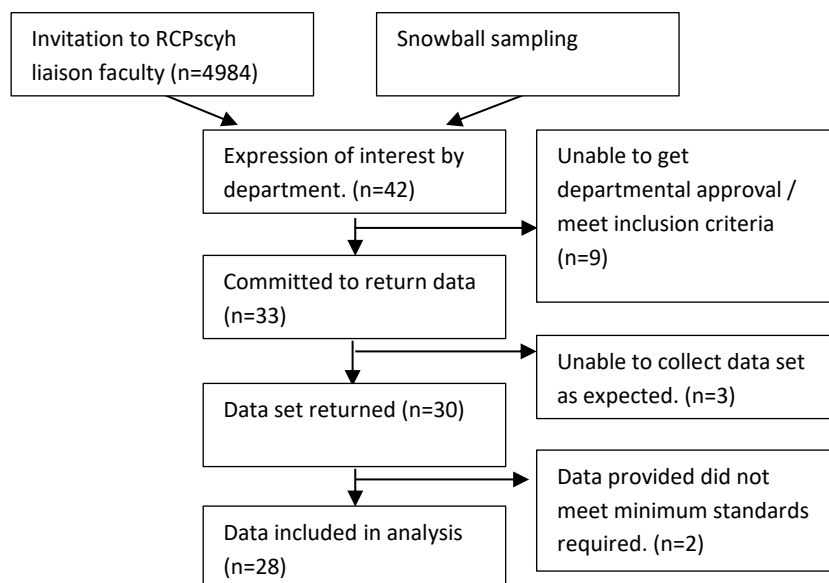 Invitation to RCPscyh
liaison faculty (n=4984)
Snowball sampling
Expression of interest by
department. (n=42)
Unable to get
departmental approval /
meet inclusion criteria
(n=9)
Committed to return data
(n=33)
Unable to collect data set
as expected. (n=3)
Data set returned (n=30)
Data provided did not
meet minimum standards
required. (n=2)
Data included in analysis
(n=28)